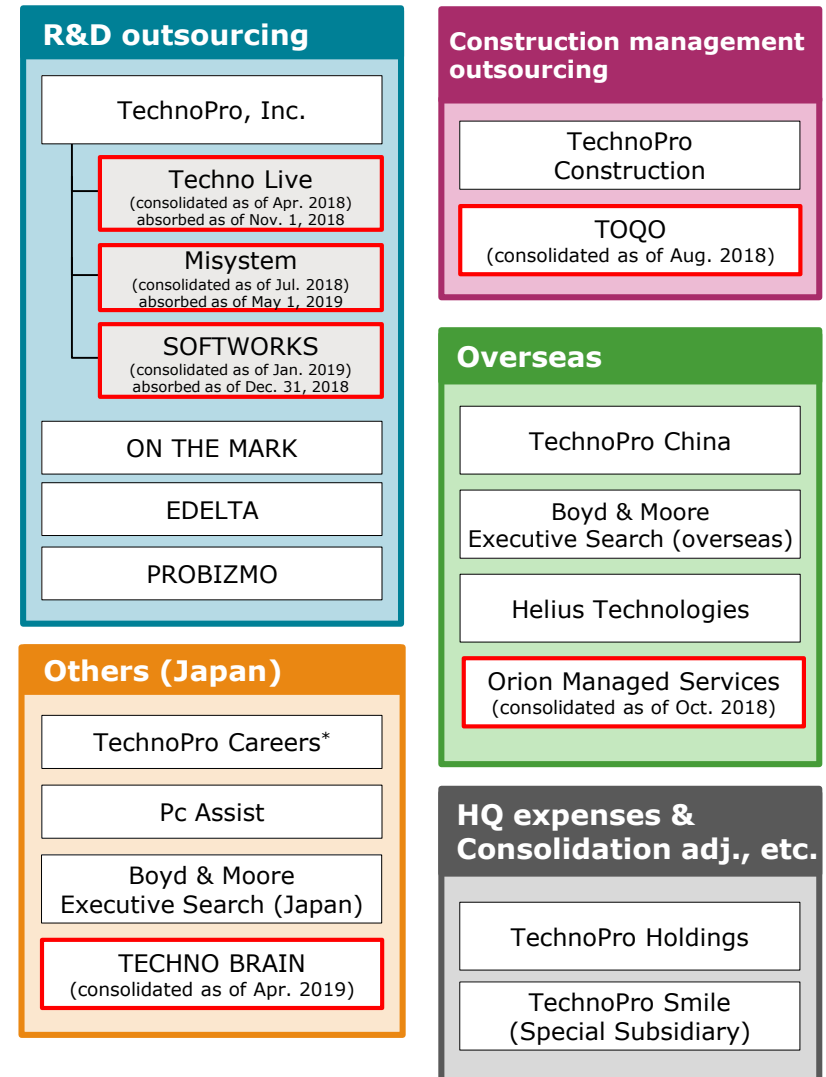 R&D outsourcing
TechnoPro, Inc.
Techno Live
(consolidated as of Apr. 2018)
absorbed as of Nov. 1, 2018
Misystem
(consolidated as of Jul. 2018)
absorbed as of May 1, 2019
SOFTWORKS
(consolidated as of Jan. 2019)
absorbed as of Dec. 31, 2018
ON THE MARK
EDELTA
PROBIZMO
Others (Japan)
TechnoPro Careers*
Pc Assist
Boyd & Moore
Executive Search (Japan)
TECHNO BRAIN
(consolidated as of Apr. 2019)
Construction management
outsourcing
TechnoPro
Construction
TOQO
(consolidated as of Aug. 2018)
Overseas
TechnoPro China
Boyd & Moore
Executive Search (overseas)
Helius Technologies
Orion Managed Services
(consolidated as of Oct. 2018)
HQ expenses &
Consolidation adj., etc.
TechnoPro Holdings
TechnoPro Smile
(Special Subsidiary)